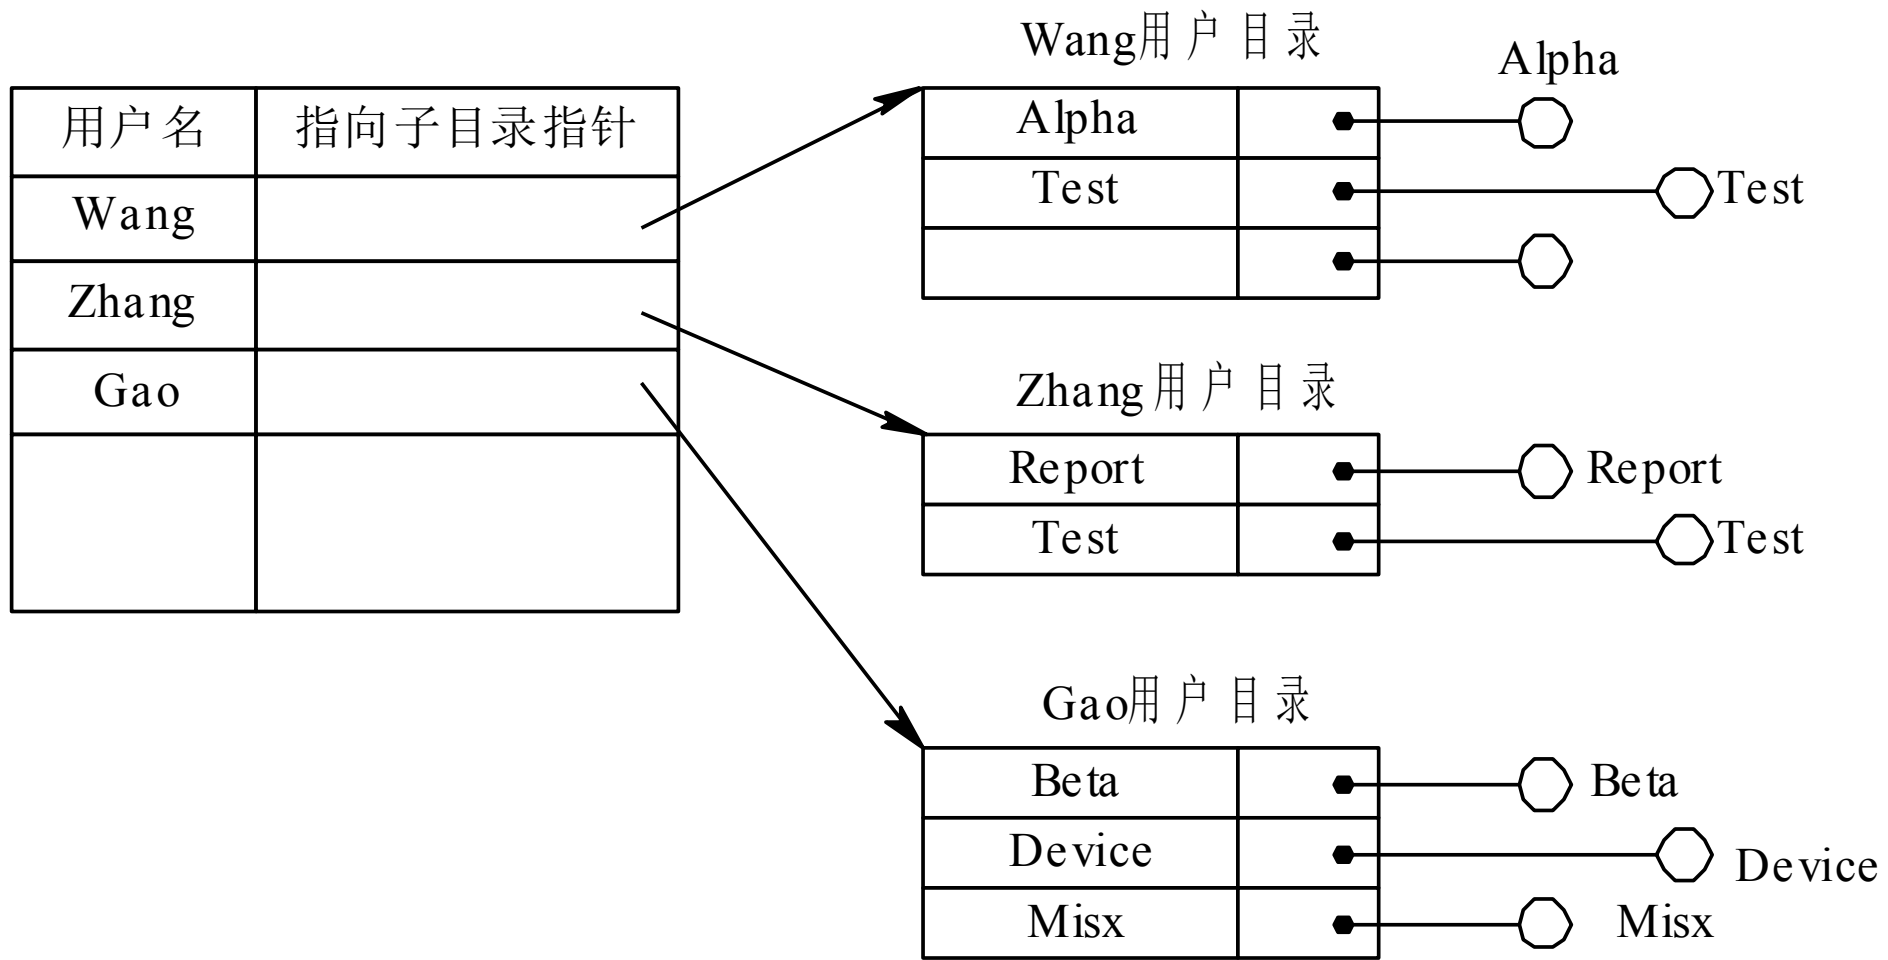 用户名 指向子目录指针
Wang
Zhang
Gao
Wang用户目录
Alpha
Alpha
Test
Test
Zhang用户目录
Report
Report
Test
Test
Gao用户目录
Beta
Beta
Device
Device
Misx
Misx